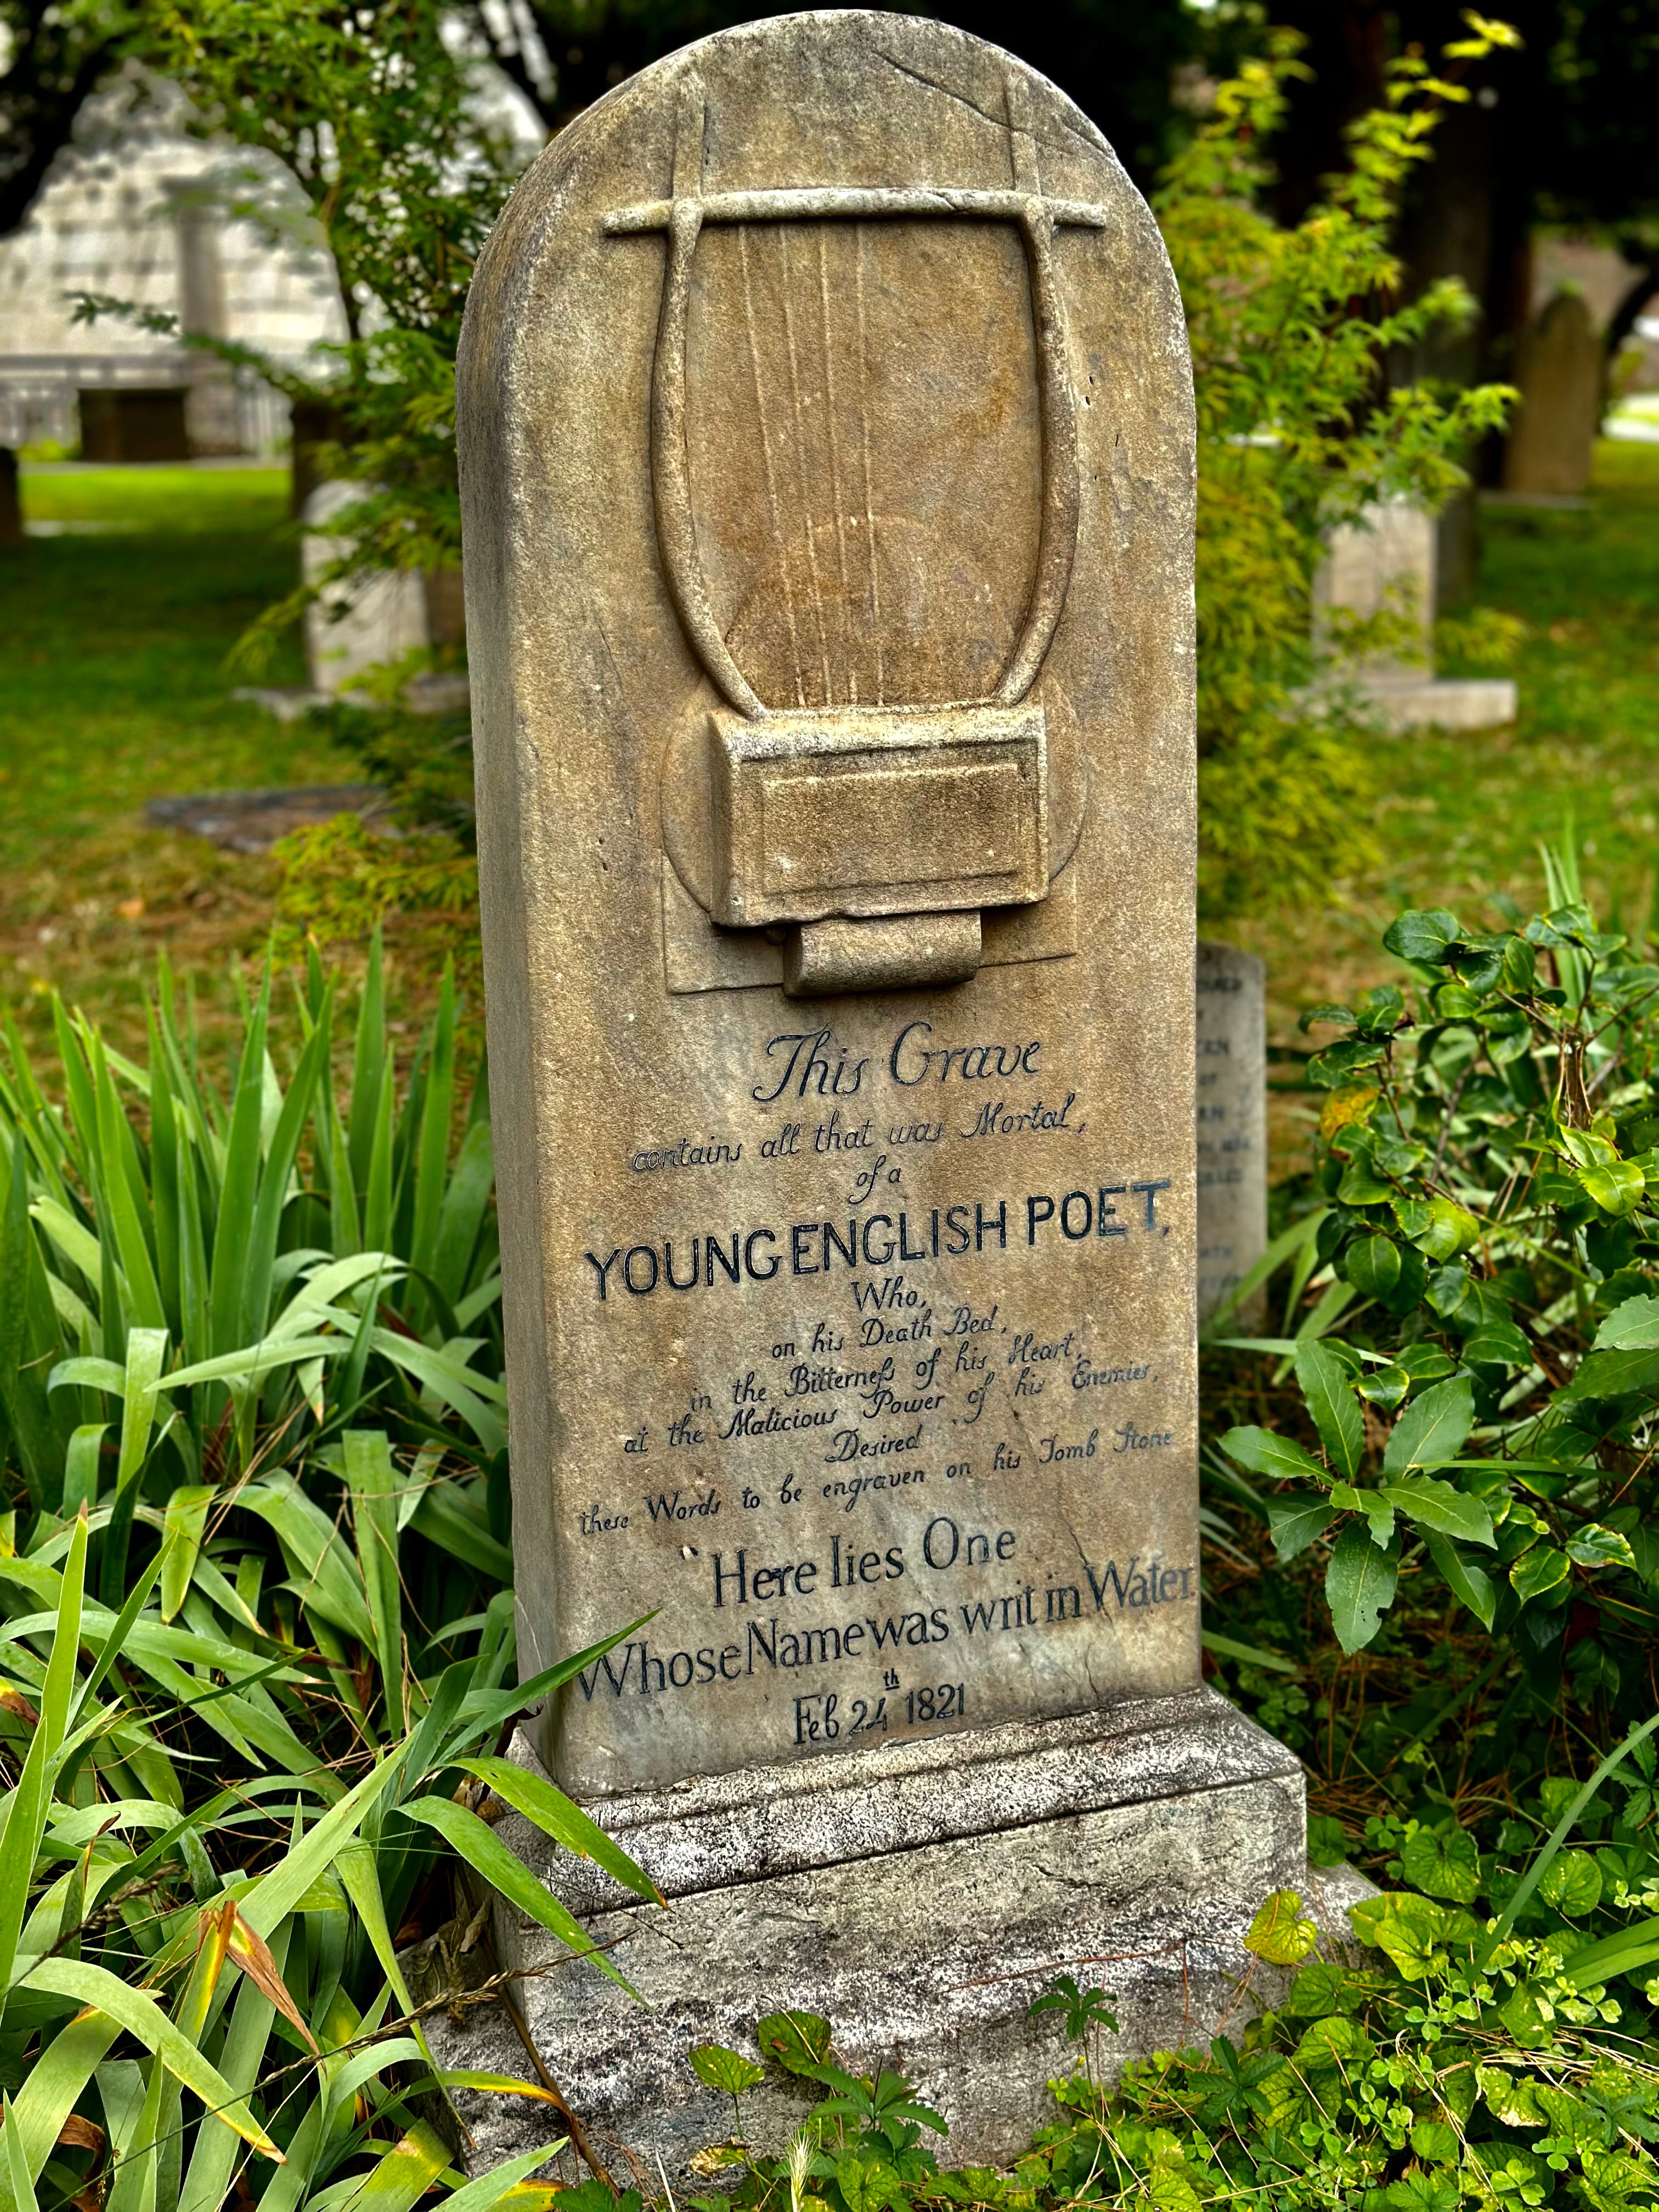 This Grave
contains all that was Mortal,
of a
YOUNG ENGLISH POET,
Who,
on his Death Bed,
in the Bitterneſs of his Heart,
at the Malicious Power of his Enemies,
Desired
these Words to be engraven on his Tomb Stone
"Here lies One
Whose Name was writ in Water.
Feb 24th 1821